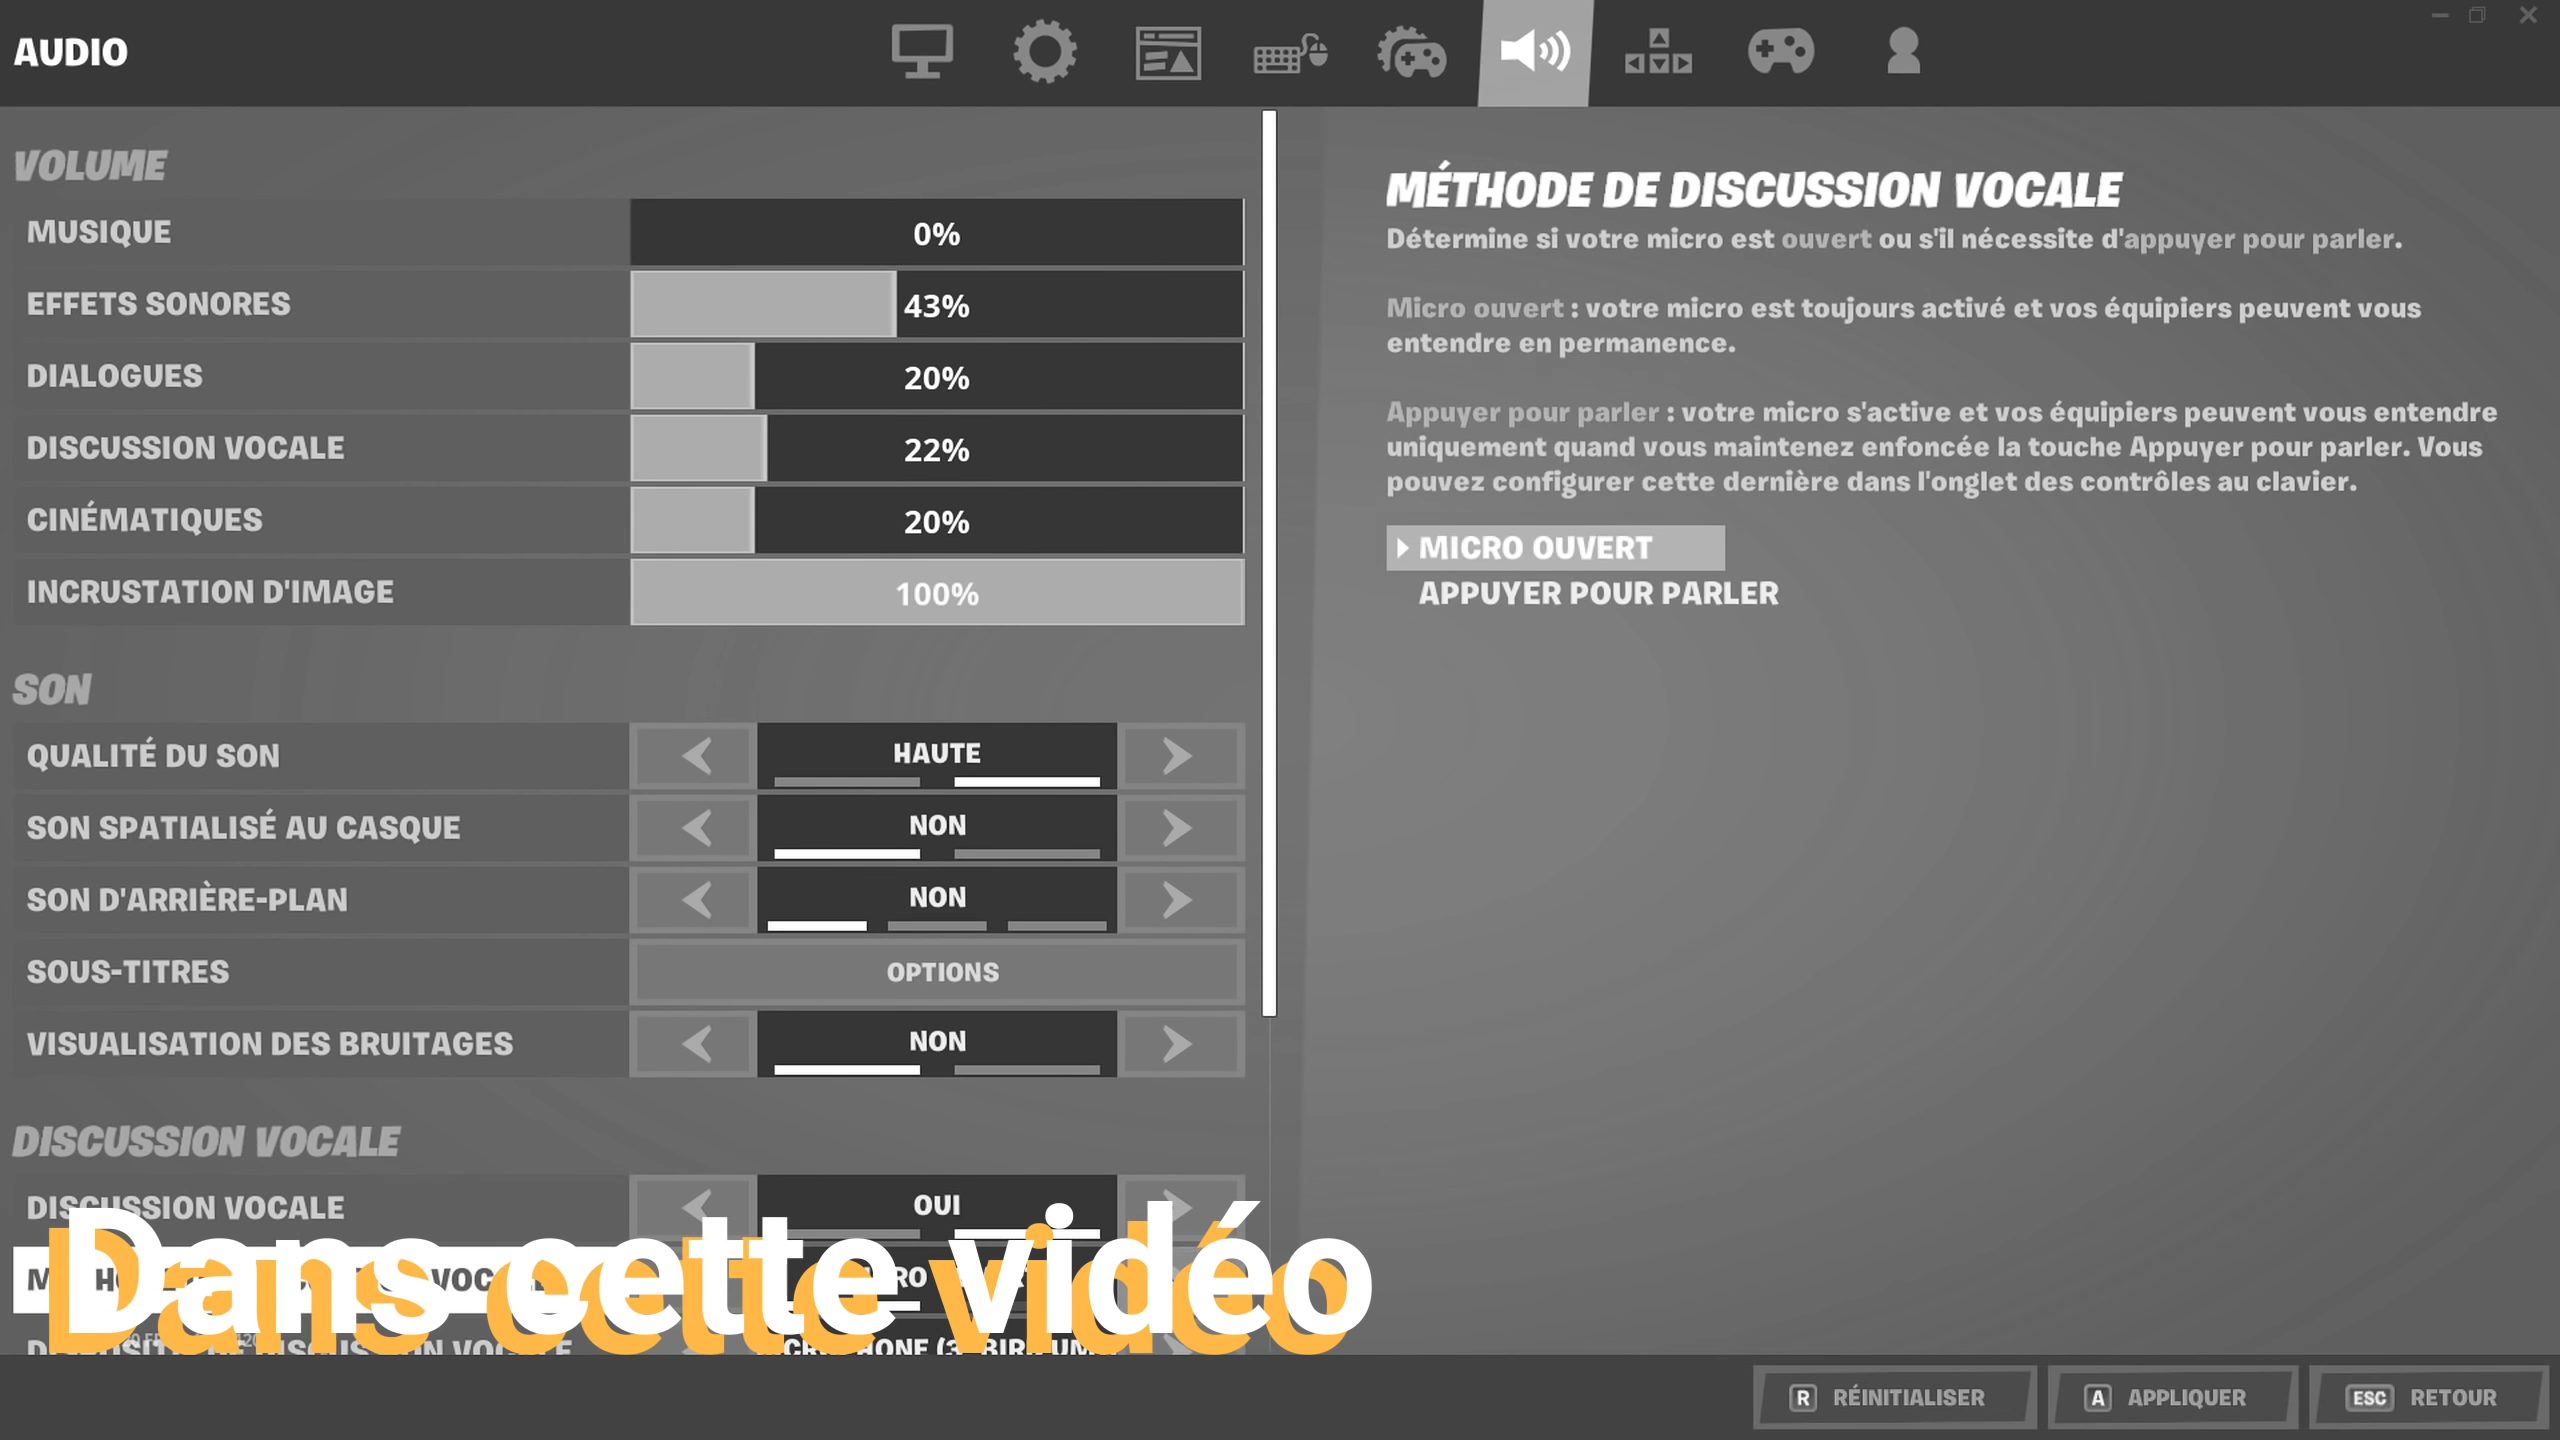 AUDIO
VOLUME
MUSIQUE
0%
EFFETS SONORES
43%
DIALOGUES
20%
DISCUSSION VOCALE
22%
CINÉMATIQUES
20%
INCRUSTATION D'IMAGE
100%
SON
QUALITÉ DU SON
HAUTE
SON SPATIALISÉ AU CASQUE
NON
SON D'ARRIÈRE-PLAN
NON
SOUS-TITRES
OPTIONS
VISUALISATION DES BRUITAGES
NON
DISCUSSION VOCALE
DISCUSSION VOCALE
OUI
Dans cette vidéo
MÉTHODE DE DISCUSSION VOCALE
Détermine si votre micro est ouvert ou s'il nécessite d'appuyer pour parler.
Micro ouvert : votre micro est toujours activé et vos équipiers peuvent vous
entendre en permanence.
Appuyer pour parler : votre micro s'active et vos équipiers peuvent vous entendre
uniquement quand vous maintenez enfoncée la touche Appuyer pour parler. Vous
pouvez configurer cette dernière dans l'onglet des contrôles au clavier.
MICRO OUVERT
APPUYER POUR PARLER
R RÉINITIALISER
A APPLIQUER
ESC RETOUR